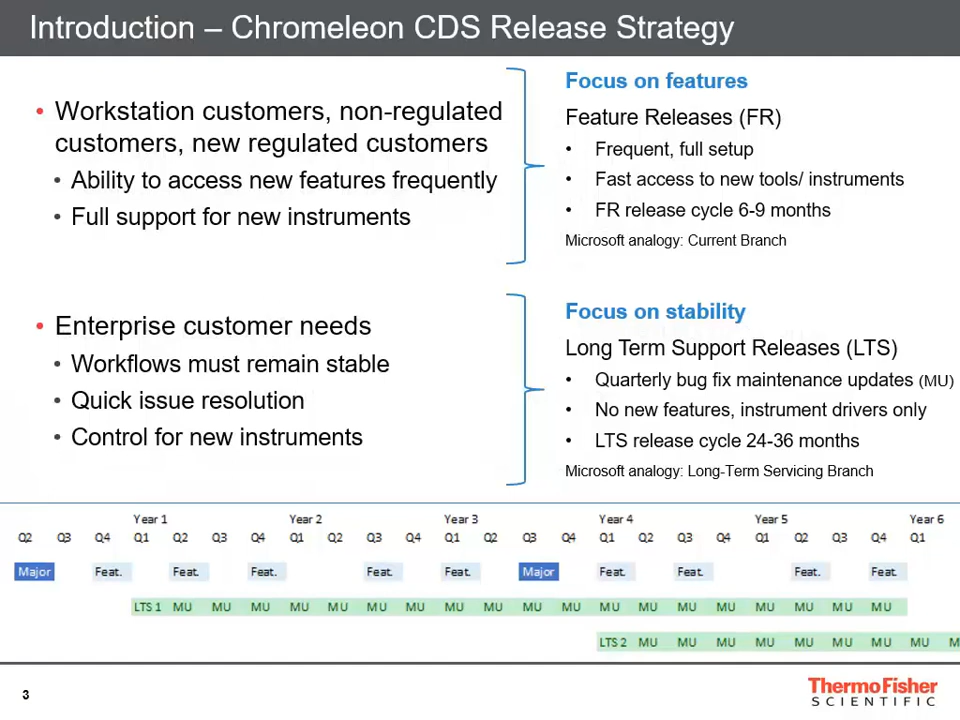 Introduction – Chromeleon CDS Release Strategy
• Workstation customers, non-regulated
customers, new regulated customers
• Ability to access new features frequently
• Full support for new instruments
Focus on features
Feature Releases (FR)
• Frequent, full setup
• Fast access to new tools/ instruments
• FR release cycle 6-9 months
Microsoft analogy: Current Branch
• Enterprise customer needs
• Workflows must remain stable
• Quick issue resolution
• Control for new instruments
Focus on stability
Long Term Support Releases (LTS)
• Quarterly bug fix maintenance updates (MU)
• No new features, instrument drivers only
• LTS release cycle 24-36 months
Microsoft analogy: Long-Term Servicing Branch
Year 1 Year 2 Year 3 Year 4 Year 5 Year 6
Q2 Q3 Q4 Q1 Q2 Q3 Q4 Q1 Q2 Q3 Q4 Q1 Q2 Q3 Q4 Q1 Q2 Q3 Q4 Q1 Q2 Q3 Q4 Q1
Major Feat. Feat. Feat. Feat. Feat. Major Feat. Feat. Feat. Feat.
LTS 1 MU MU MU MU MU MU MU MU MU MU MU MU MU MU MU MU MU MU MU
LTS 2 MU MU MU MU MU MU MU MU M
3
ThermoFisher
SCIENTIFIC